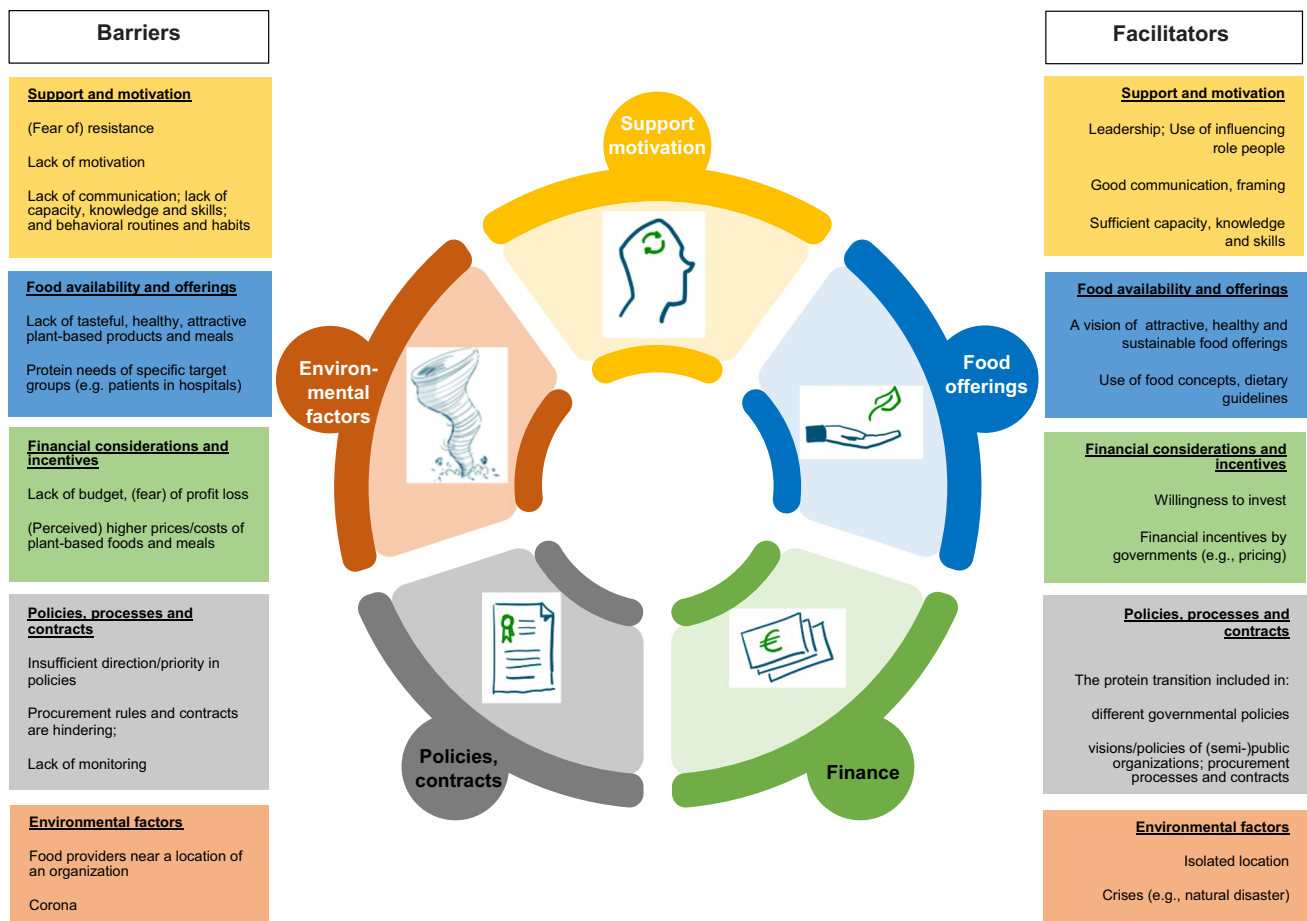 Barriers
Support and motivation
(Fear of) resistance
Lack of motivation
Lack of communication; lack of
capacity, knowledge and skills;
and behavioral routines and habits
Food availability and offerings
Lack of tasteful, healthy, attractive
plant-based products and meals
Protein needs of specific target
groups (e.g. patients in hospitals)
Financial considerations and
incentives
Lack of budget, (fear) of profit loss
(Perceived) higher prices/costs of
plant-based foods and meals
Policies, processes and
contracts
Insufficient direction/priority in
policies
Procurement rules and contracts
are hindering;
Lack of monitoring
Environmental factors
Food providers near a location of
an organization
Corona
Support
motivation
Environ-
mental
factors
Food
offerings
€
Policies,
contracts
Finance
Facilitators
Support and motivation
Leadership; Use of influencing
role people
Good communication, framing
Sufficient capacity, knowledge
and skills
Food availability and offerings
A vision of attractive, healthy and
sustainable food offerings
Use of food concepts, dietary
guidelines
Financial considerations and
incentives
Willingness to invest
Financial incentives by
governments (e.g., pricing)
Policies, processes and
contracts
The protein transition included in:
different governmental policies
visions/policies of (semi-)public
organizations; procurement
processes and contracts
Environmental factors
Isolated location
Crises (e.g., natural disaster)